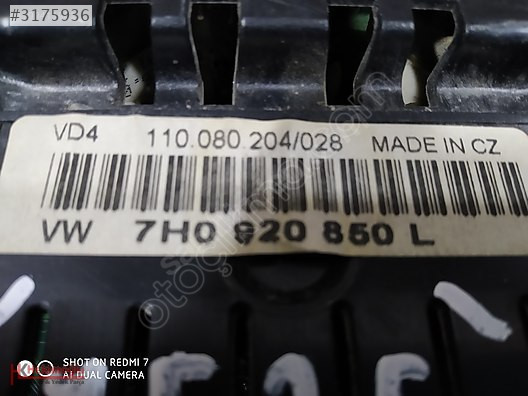 #3175936
VD4 110.080.204/028 MADE IN CZ
VW 7H0 920 850 L
SHOT ON REDMI 7
AI DUAL CAMERA